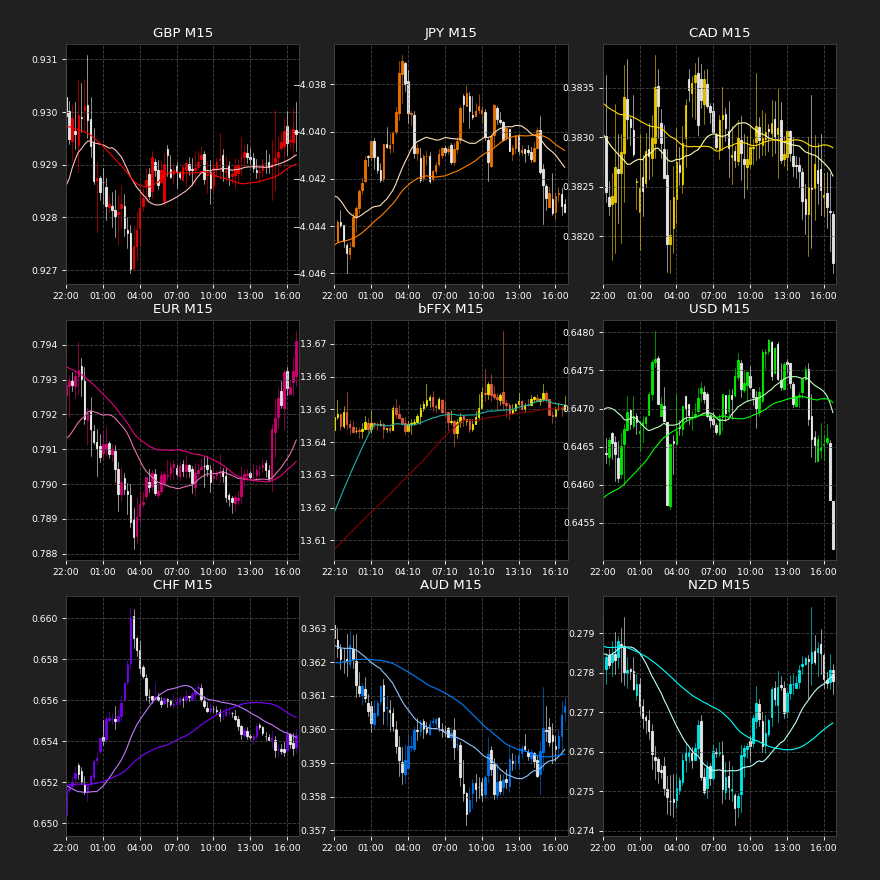 GBP M15
JPY M15
CAD M15
0.931
0.930
0.929
0.928
0.927
−4.038
−4.040
−4.042
−4.044
−4.046
0.3835
0.3830
0.3825
0.3820
22:00 01:00 04:00 07:00 10:00 13:00 16:00
22:00 01:00 04:00 07:00 10:00 13:00 16:00
22:00 01:00 04:00 07:00 10:00 13:00 16:00
EUR M15
bFFX M15
USD M15
0.794
0.793
0.792
0.791
0.790
0.789
0.788
13.67
13.66
13.65
13.64
13.63
13.62
13.61
0.6480
0.6475
0.6470
0.6465
0.6460
0.6455
22:00 01:00 04:00 07:00 10:00 13:00 16:00
22:10 01:10 04:10 07:10 10:10 13:10 16:10
22:00 01:00 04:00 07:00 10:00 13:00 16:00
CHF M15
AUD M15
NZD M15
0.660
0.658
0.656
0.654
0.652
0.650
0.363
0.362
0.361
0.360
0.359
0.358
0.357
0.279
0.278
0.277
0.276
0.275
0.274
22:00 01:00 04:00 07:00 10:00 13:00 16:00
22:00 01:00 04:00 07:00 10:00 13:00 16:00
22:00 01:00 04:00 07:00 10:00 13:00 16:00